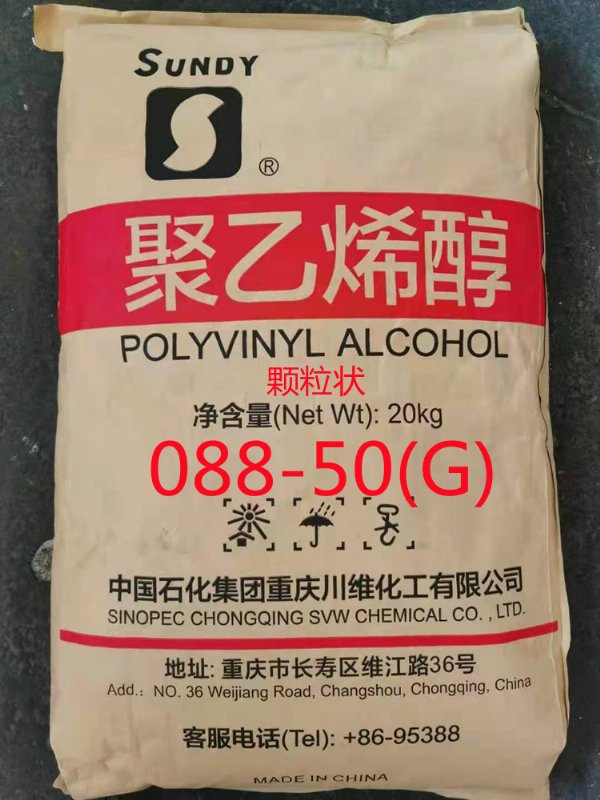 SUNDY
®
聚乙烯醇
POLYVINYL ALCOHOL
颗粒状
净含量(Net Wt): 20kg
088-50(G)
中国石化集团重庆川维化工有限公司
SINOPEC CHONGQING SVW CHEMICAL CO., LTD.
地址: 重庆市长寿区维江路36号
Add.: NO. 36 Weijiang Road, Changshou, Chongqing, China
客服电话(Tel): +86-95388
MADE IN CHINA